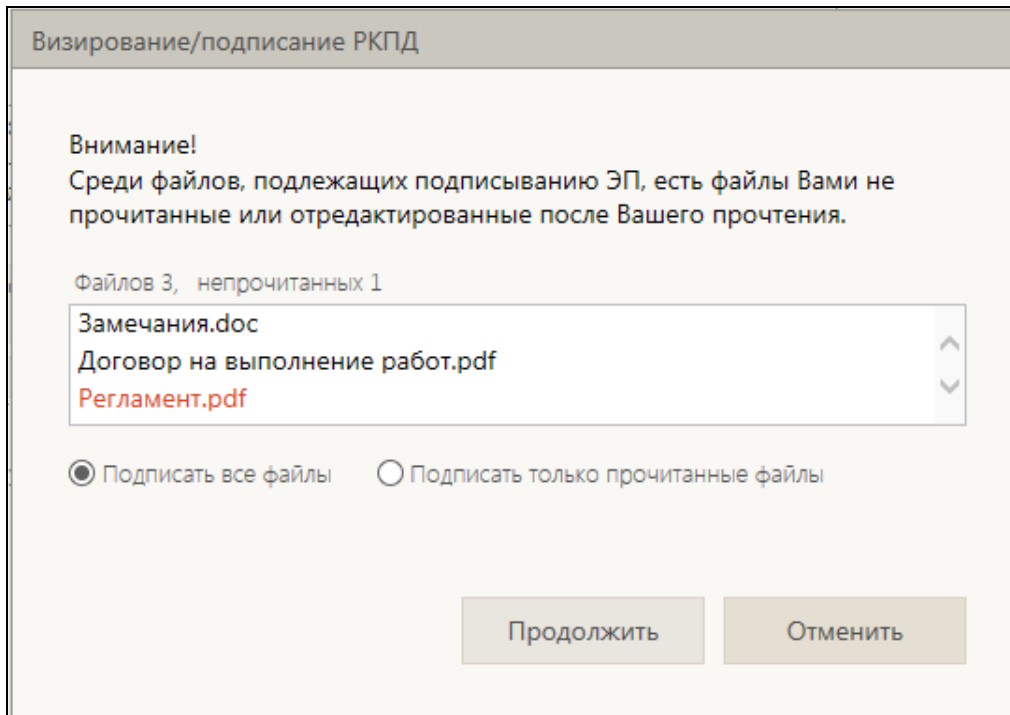 Визирование/подписание РКПД
Внимание!
Среди файлов, подлежащих подписыванию ЭП, есть файлы Вами не
прочитанные или отредактированные после Вашего прочтения.
Файлов 3, непрочитанных 1
Замечания.doc
Договор на выполнение работ.pdf
Регламент.pdf
Подписать все файлы Подписать только прочитанные файлы
Продолжить Отменить